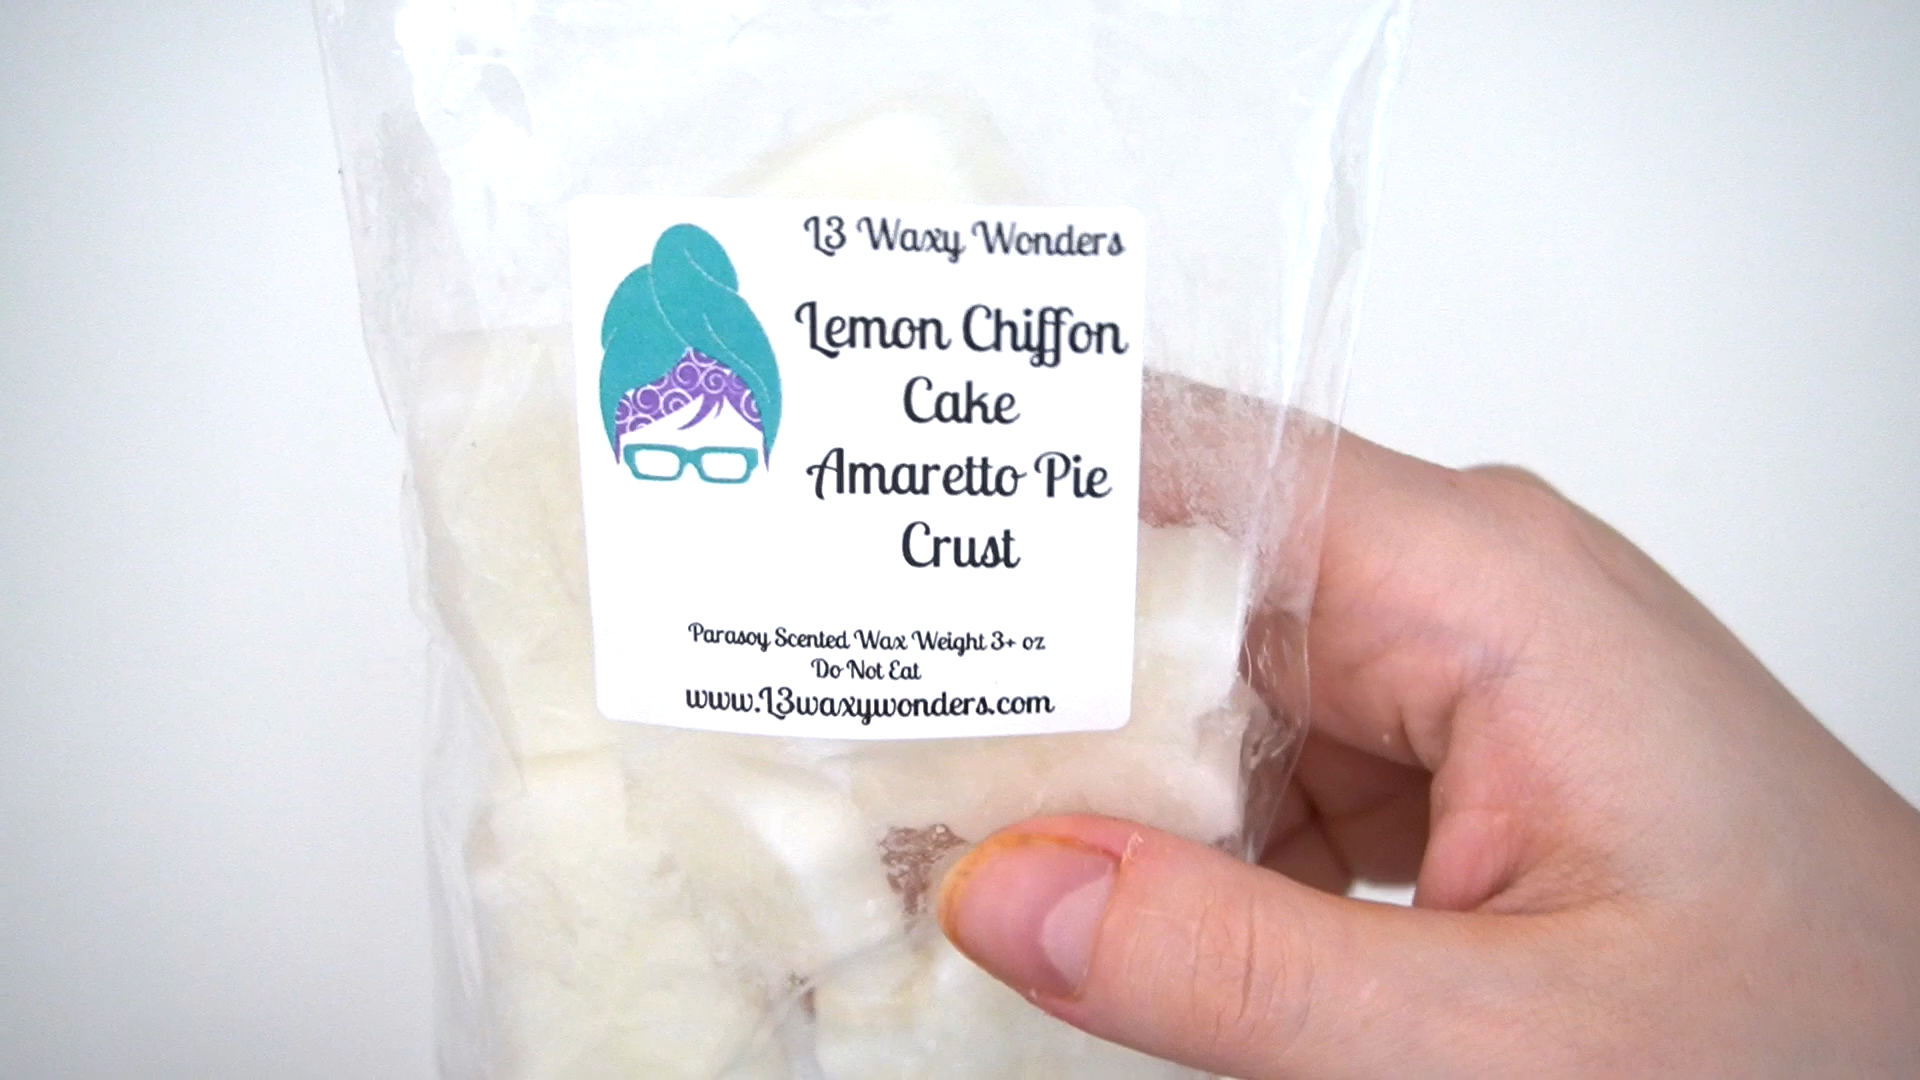 L3 Waxy Wonders
Lemon Chiffon
Cake
Amaretto Pie
Crust
Parasoy Scented Wax Weight 3+ oz
Do Not Eat
www.L3waxywonders.com